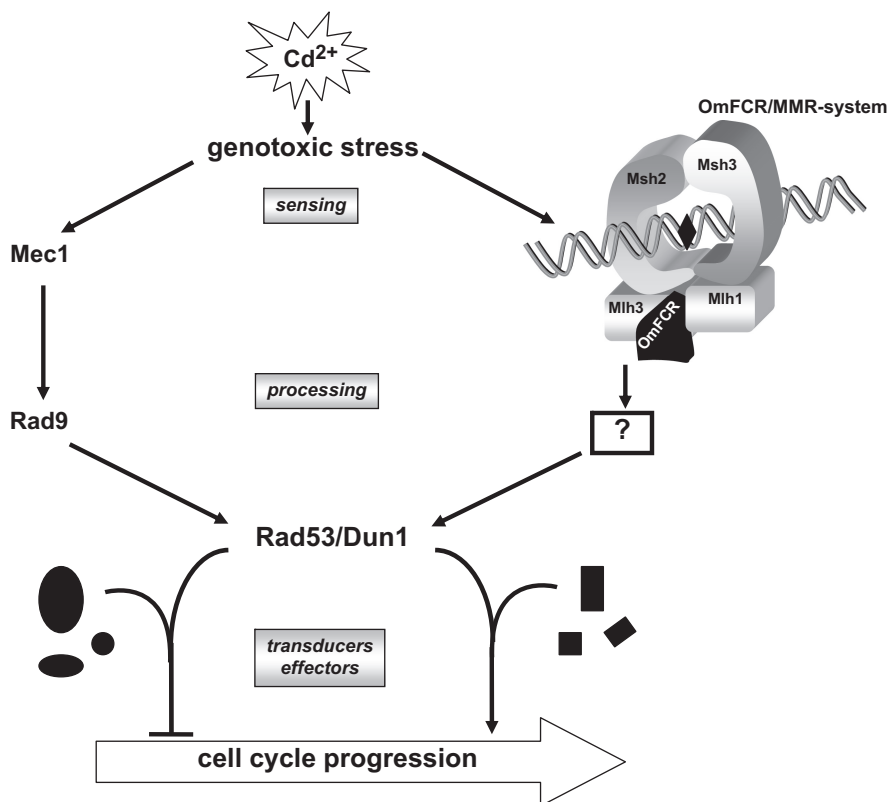 Cd2+
OmFCR/MMR-system
genotoxic stress
Msh2
Msh3
sensing
Mec1
Mlh3
OmFCR
Mlh1
processing
Rad9
?
Rad53/Dun1
transducers
effectors
cell cycle progression